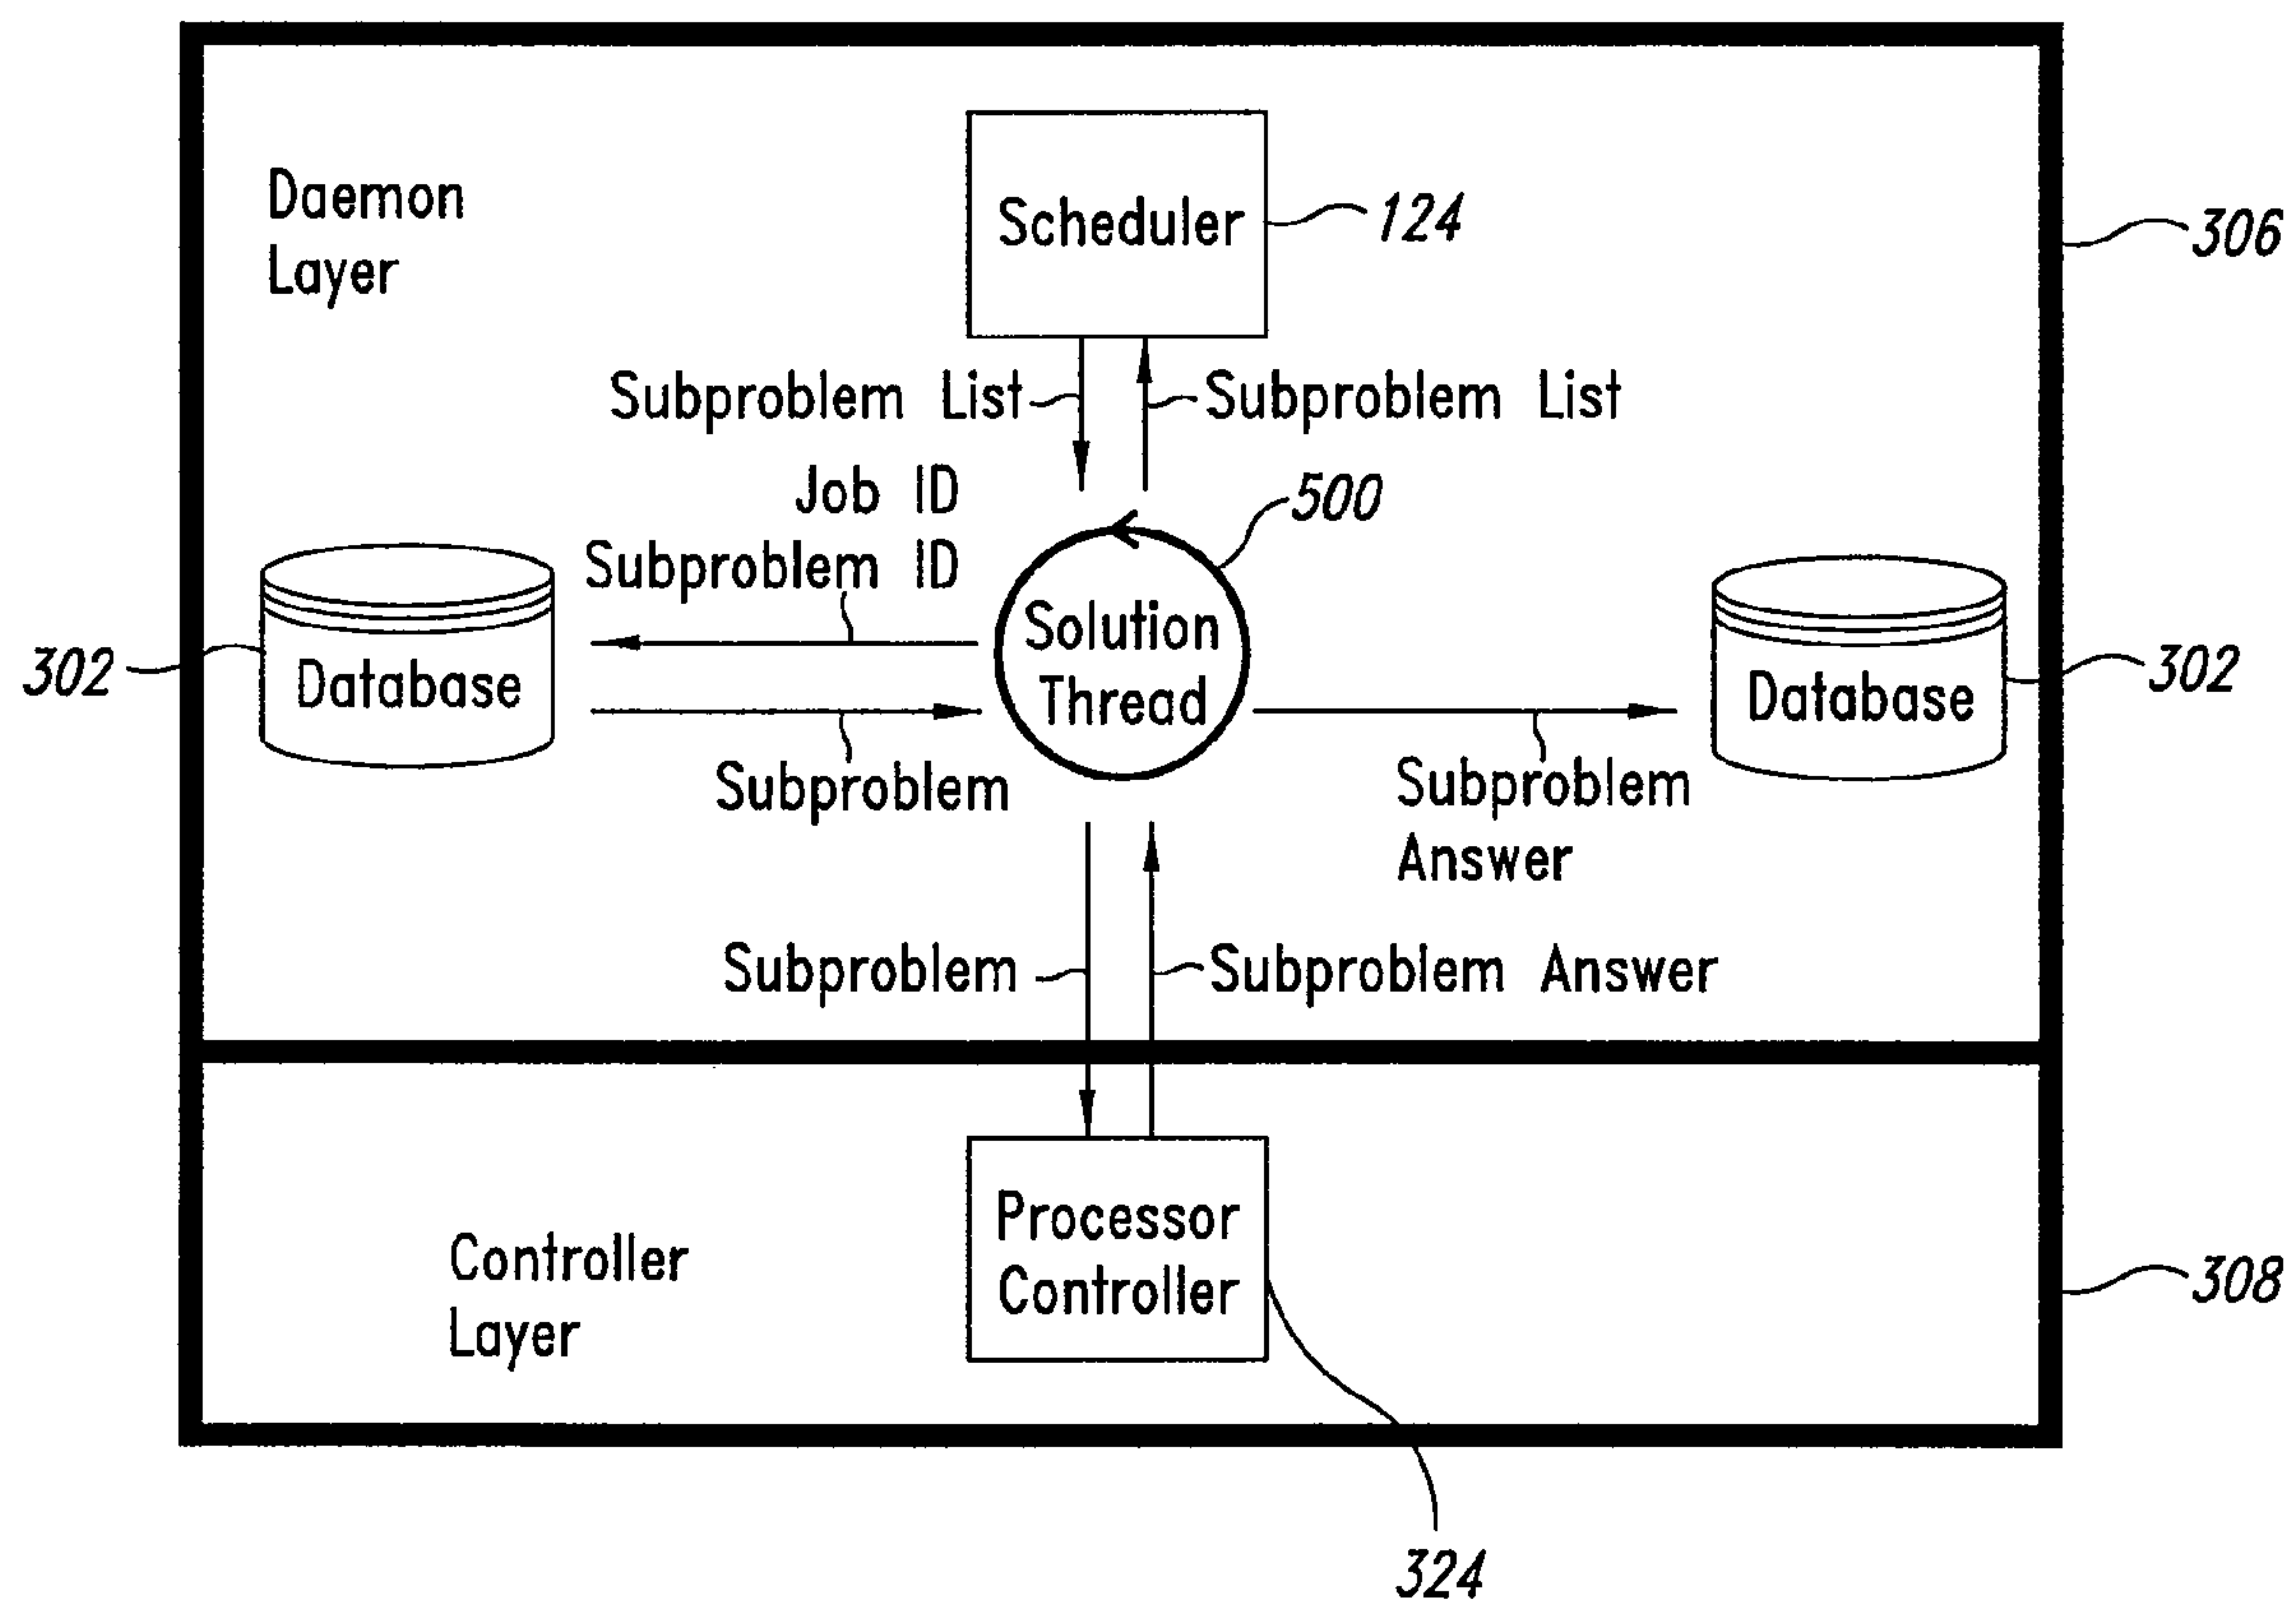 Daemon
Layer
Scheduler
124
306
Subproblem List
Subproblem List
Job ID
Subproblem ID
500
Solution
Thread
302
Database
Database
302
Subproblem
Subproblem
Answer
Subproblem
Subproblem Answer
Processor
Controller
Controller
Layer
308
324